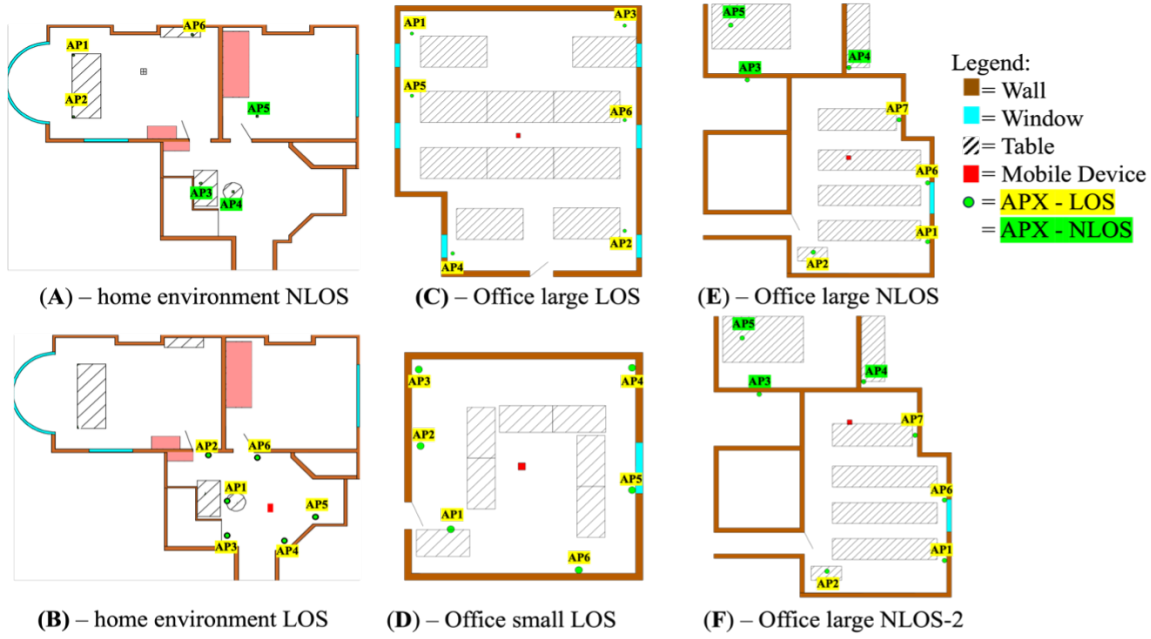 AP6
AP1
AP2
AP5
AP3
AP4
(A) – home environment NLOS
AP1
AP3
AP5
AP6
AP2
AP4
(C) – Office large LOS
AP5
AP4
AP3
AP7
AP6
AP1
AP2
(E) – Office large NLOS
Legend:
= Wall
= Window
= Table
= Mobile Device
= APX - LOS
= APX - NLOS
AP2
AP6
AP1
AP5
AP3
AP4
(B) – home environment LOS
AP3
AP4
AP2
AP5
AP1
AP6
(D) – Office small LOS
AP5
AP4
AP3
AP7
AP6
AP1
AP2
(F) – Office large NLOS-2